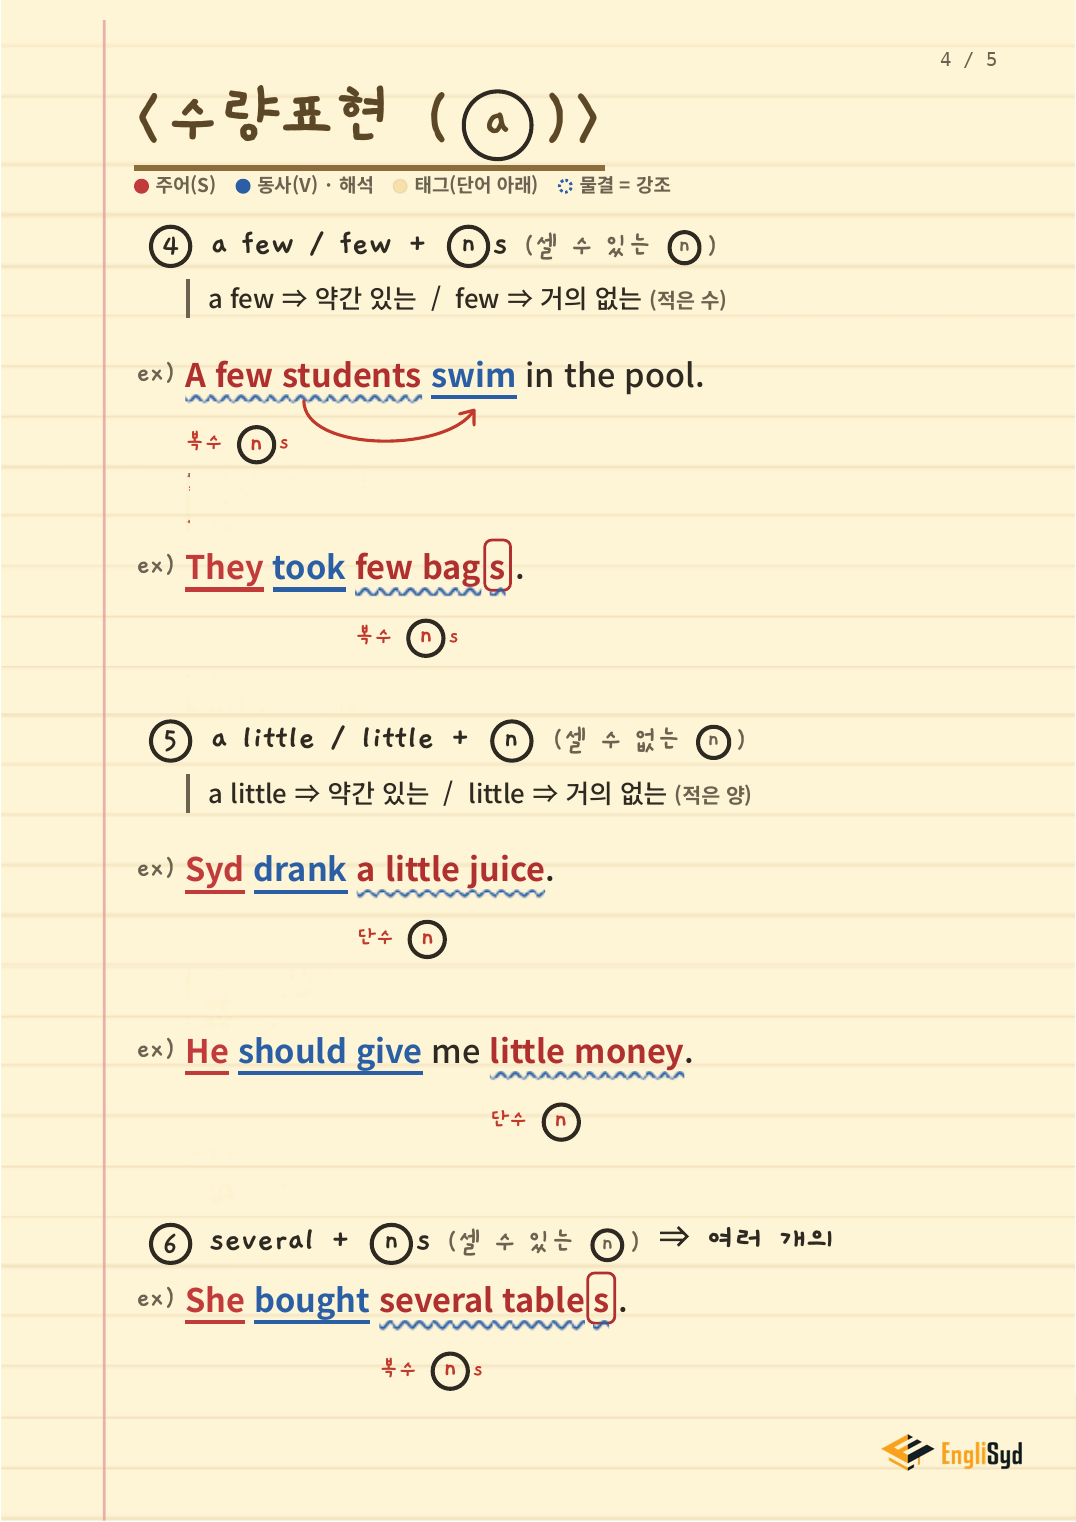 4 / 5
〈수량표현 (ⓐ)〉
주어(S) 동사(V) · 해석 태그(단어 아래) 물결 = 강조
④ a few / few + ⓝs (셀 수 있는 ⓝ)
a few ⇒ 약간 있는 / few ⇒ 거의 없는 (적은 수)
ex) A few students swim in the pool.
복수 ⓝs
ex) They took few bags.
복수 ⓝs
⑤ a little / little + ⓝ (셀 수 없는 ⓝ)
a little ⇒ 약간 있는 / little ⇒ 거의 없는 (적은 양)
ex) Syd drank a little juice.
단수 ⓝ
ex) He should give me little money.
단수 ⓝ
⑥ several + ⓝs (셀 수 있는 ⓝ) ⇒ 여러 개의
ex) She bought several tables.
복수 ⓝs
EngliSyd